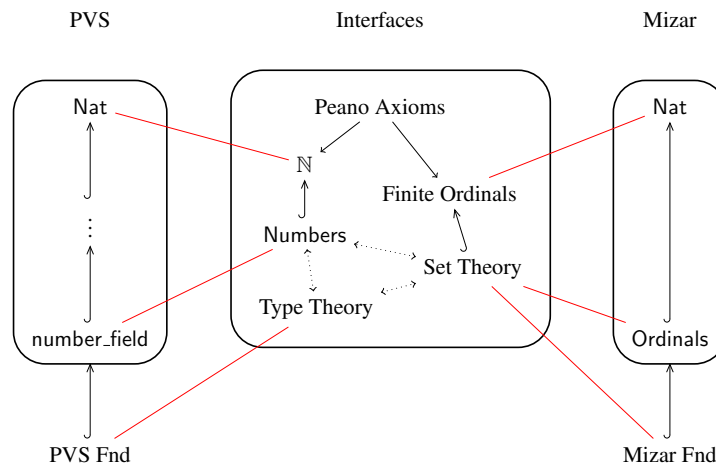 PVS Interfaces Mizar
Nat Peano Axioms Nat
ℕ
Finite Ordinals
⋮
Numbers
Set Theory
Type Theory
number_field Ordinals
PVS Fnd Mizar Fnd